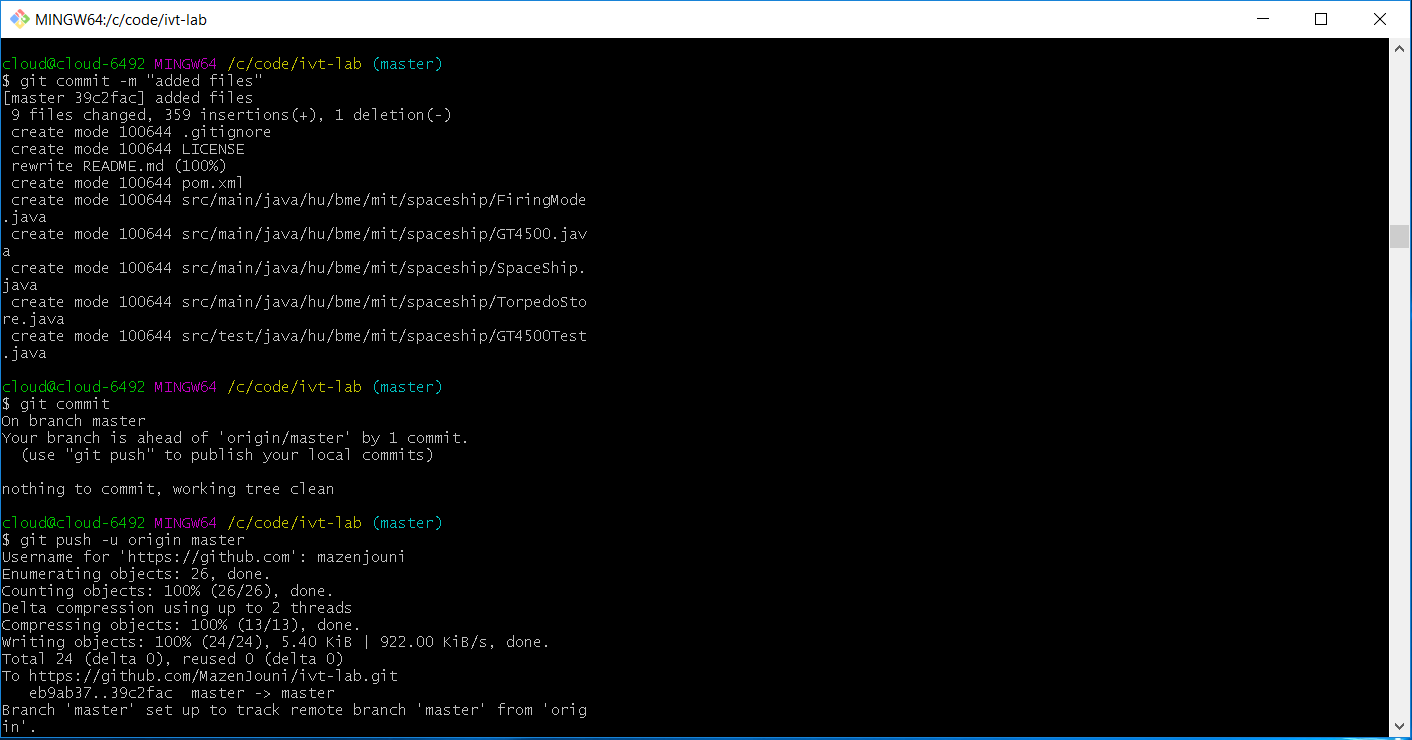 MINGW64:/c/code/ivt-lab
cloud@cloud-6492 MINGW64 /c/code/ivt-lab (master)
$ git commit -m "added files"
[master 39c2fac] added files
 9 files changed, 359 insertions(+), 1 deletion(-)
 create mode 100644 .gitignore
 create mode 100644 LICENSE
 rewrite README.md (100%)
 create mode 100644 pom.xml
 create mode 100644 src/main/java/hu/bme/mit/spaceship/FiringMode
.java
 create mode 100644 src/main/java/hu/bme/mit/spaceship/GT4500.jav
a
 create mode 100644 src/main/java/hu/bme/mit/spaceship/SpaceShip.
java
 create mode 100644 src/main/java/hu/bme/mit/spaceship/TorpedoSto
re.java
 create mode 100644 src/test/java/hu/bme/mit/spaceship/GT4500Test
.java
cloud@cloud-6492 MINGW64 /c/code/ivt-lab (master)
$ git commit
On branch master
Your branch is ahead of 'origin/master' by 1 commit.
  (use "git push" to publish your local commits)
nothing to commit, working tree clean
cloud@cloud-6492 MINGW64 /c/code/ivt-lab (master)
$ git push -u origin master
Username for 'https://github.com': mazenjouni
Enumerating objects: 26, done.
Counting objects: 100% (26/26), done.
Delta compression using up to 2 threads
Compressing objects: 100% (13/13), done.
Writing objects: 100% (24/24), 5.40 KiB | 922.00 KiB/s, done.
Total 24 (delta 0), reused 0 (delta 0)
To https://github.com/MazenJouni/ivt-lab.git
   eb9ab37..39c2fac  master -> master
Branch 'master' set up to track remote branch 'master' from 'orig
in'.